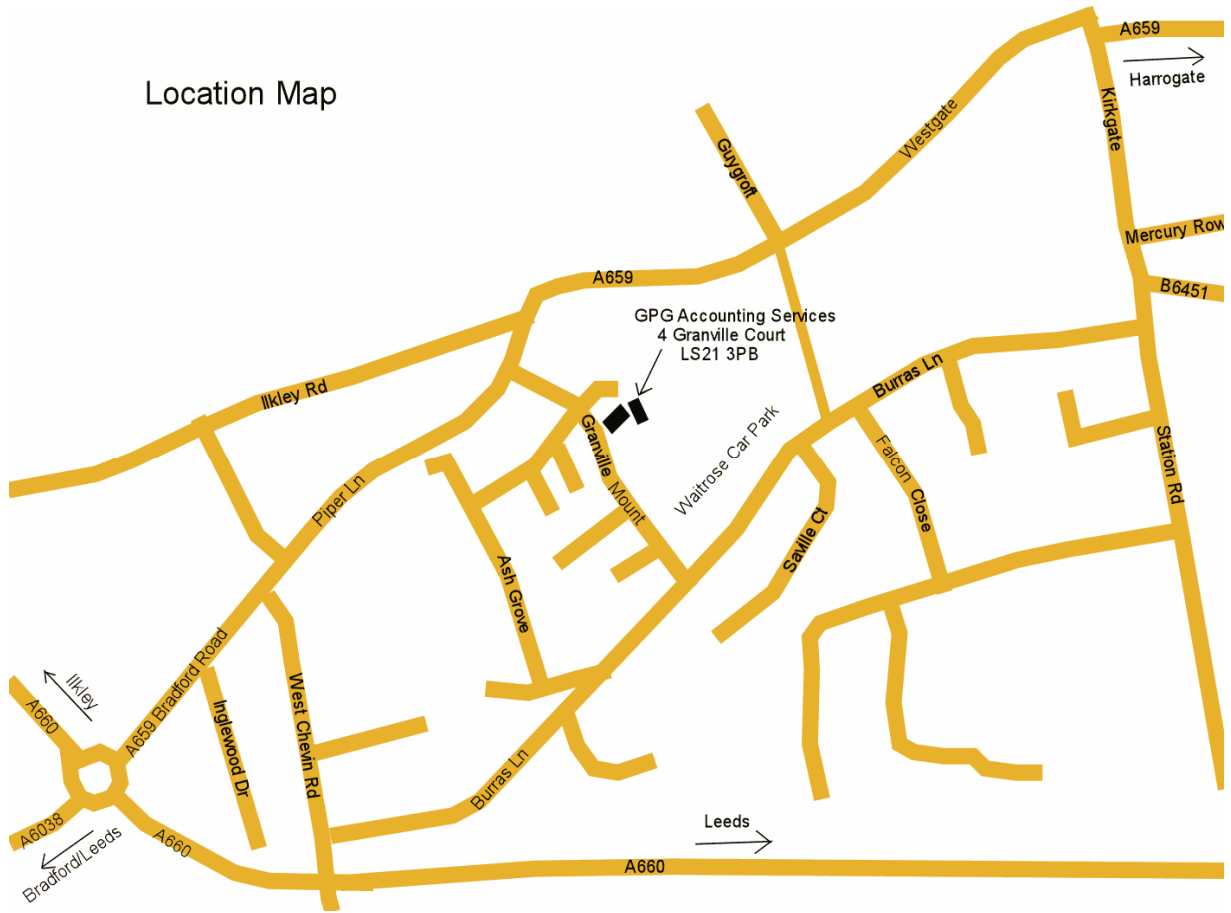 A659
Harrogate
Location Map
Kirkgate
Westgate
Guygroft
Mercury Row
A659
B6451
GPG Accounting Services
4 Granville Court
LS21 3PB
Burras Ln
Ilkley Rd
Granville Mount
Waitrose Car Park
Falcon Close
Station Rd
Piper Ln
Saville Ct
Ash Grove
A659 Bradford Road
Ilkley
A660
West Chevin Rd
Inglewood Dr
Burras Ln
A6038
Bradford/Leeds
A660
Leeds
A660